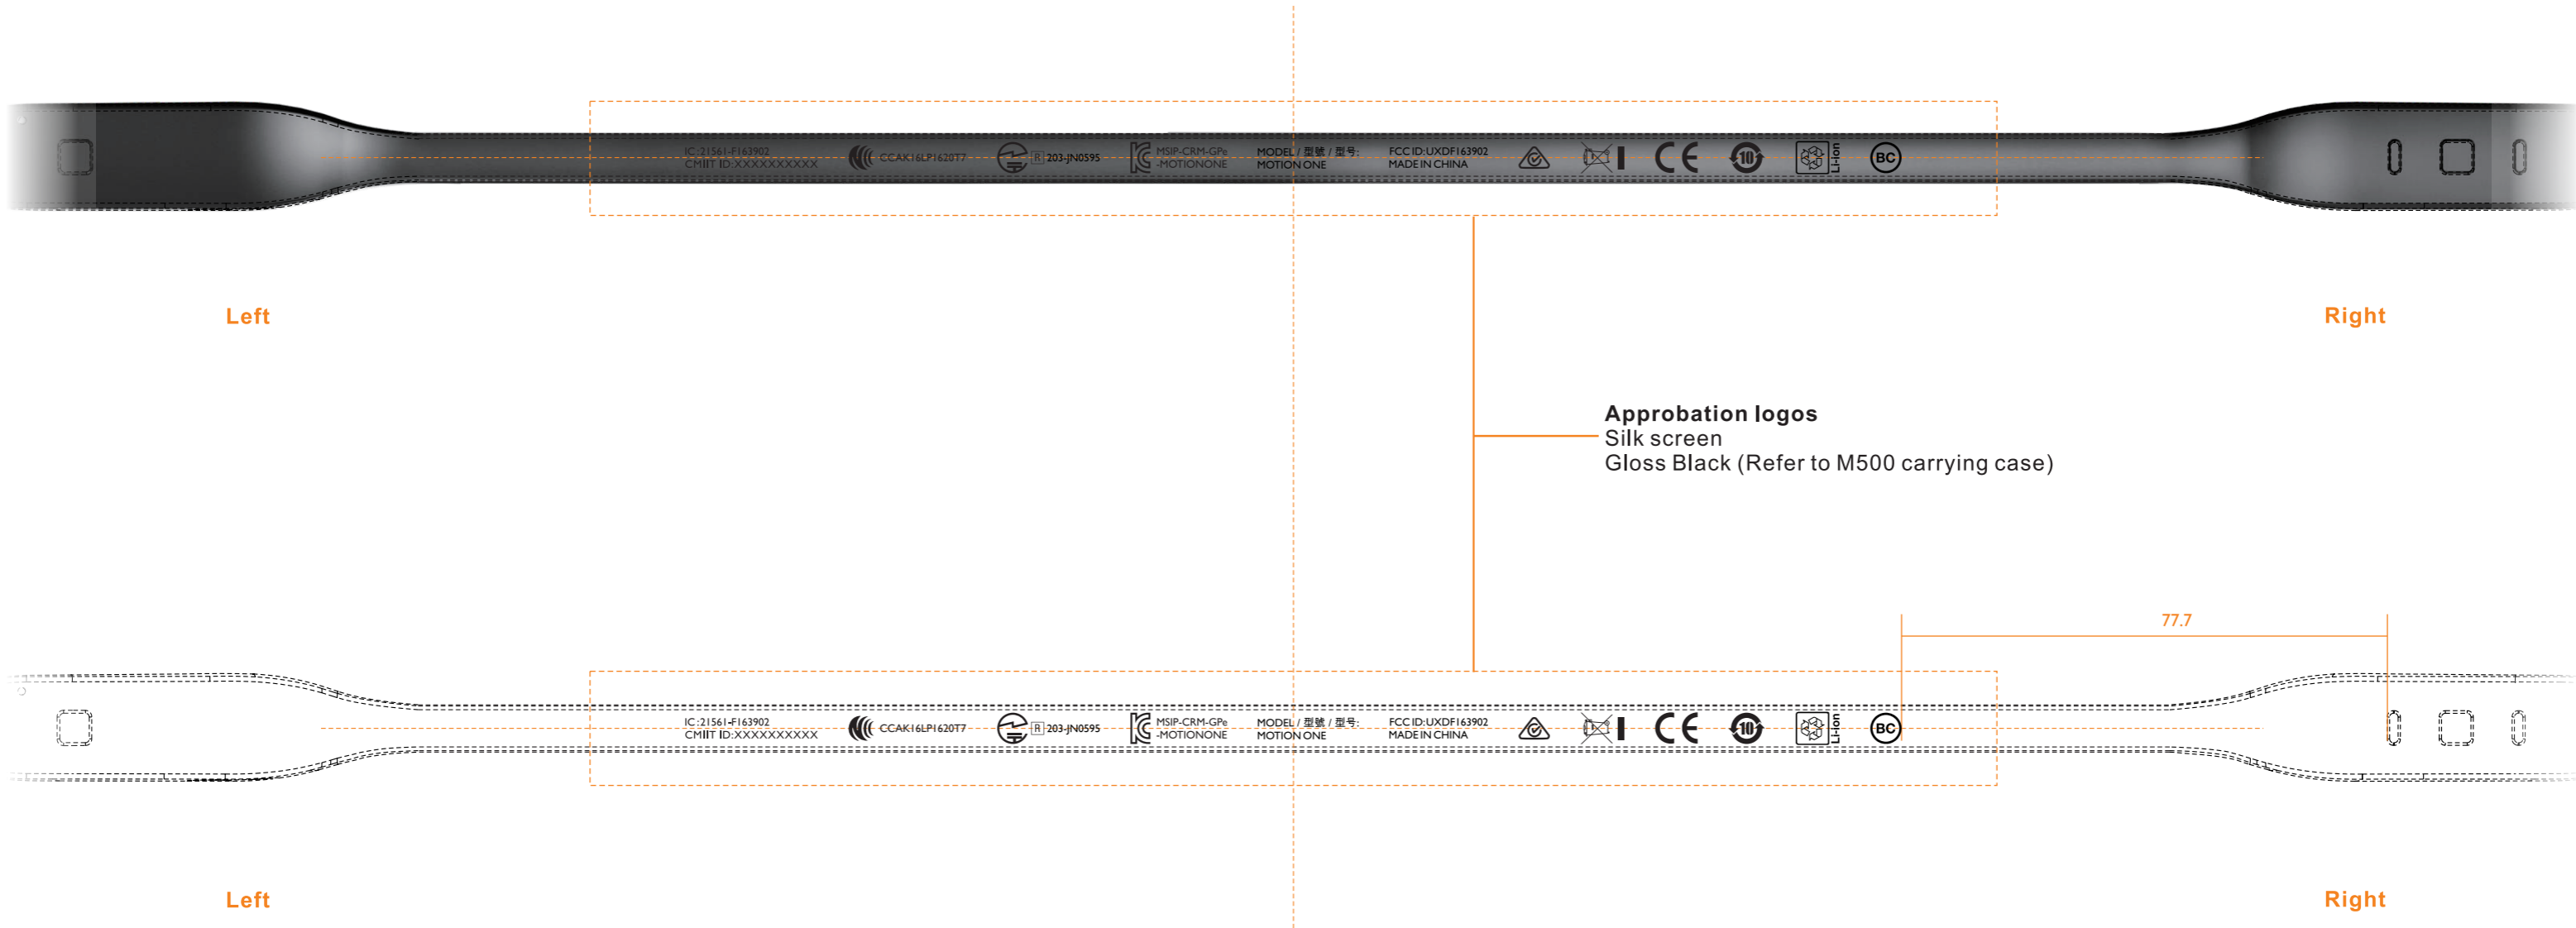 IC:21561-F163902
CMIIT ID:XXXXXXXXXXX
CCAK16LP1620T7
R 203-JN0595
MSIP-CRM-GPe
-MOTIONONE
MODEL / 型號 / 型号:
MOTION ONE
FCC ID:UXDF163902
MADE IN CHINA
CE
10
Li-ion
BC
Left
Right
Approbation logos
Silk screen
Gloss Black (Refer to M500 carrying case)
77.7
IC:21561-F163902
CMIIT ID:XXXXXXXXXXX
CCAK16LP1620T7
R 203-JN0595
MSIP-CRM-GPe
-MOTIONONE
MODEL / 型號 / 型号:
MOTION ONE
FCC ID:UXDF163902
MADE IN CHINA
CE
10
Li-ion
BC
Left
Right